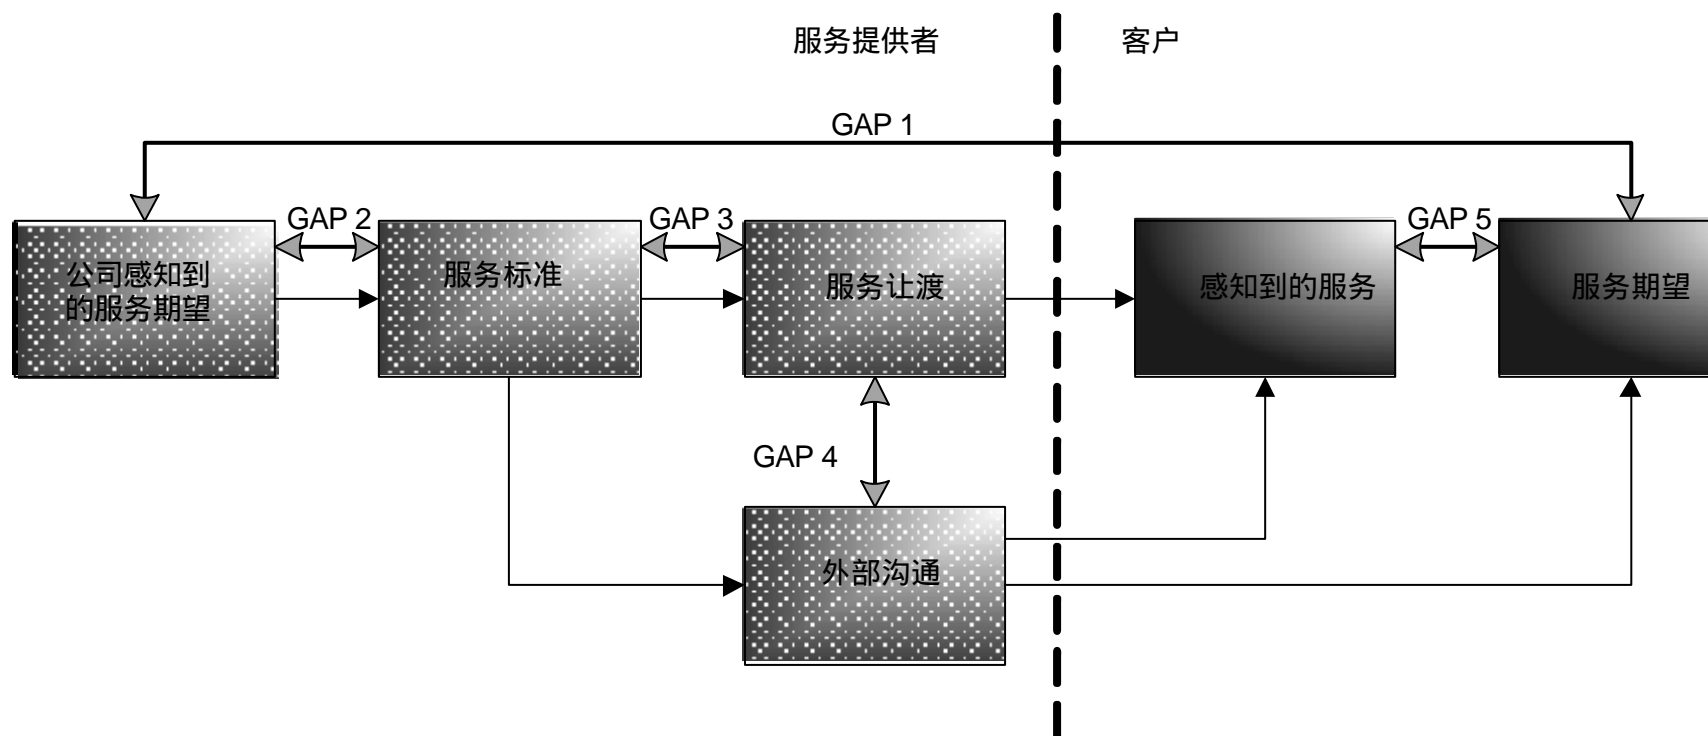 服务提供者
客户
GAP 1
GAP 2
GAP 3
GAP 5
公司感知到
的服务期望
服务标准
服务让渡
感知到的服务
服务期望
GAP 4
外部沟通